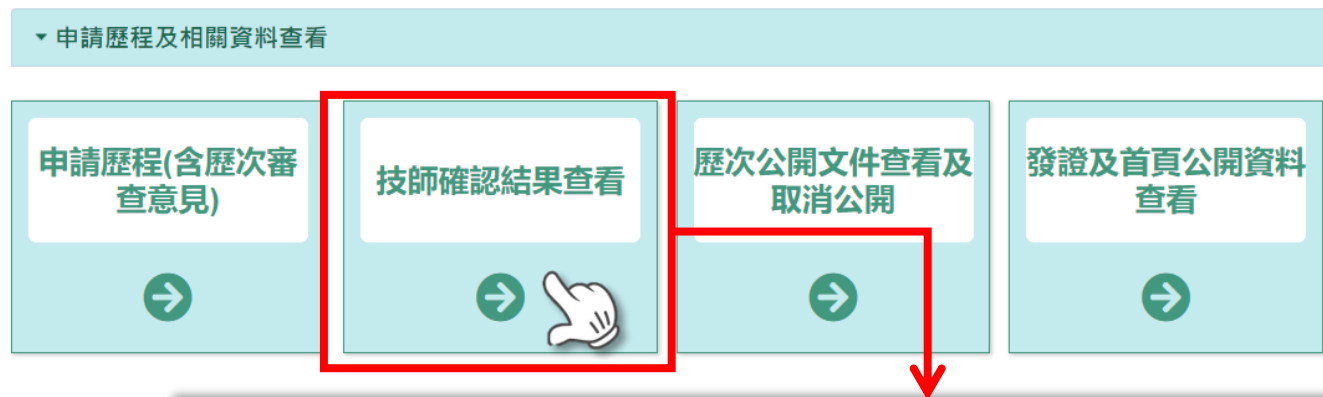 申請歷程及相關資料查看
申請歷程(含歷次審
查意見)
技師確認結果查看
歷次公開文件查看及
取消公開
發證及首頁公開資料
查看